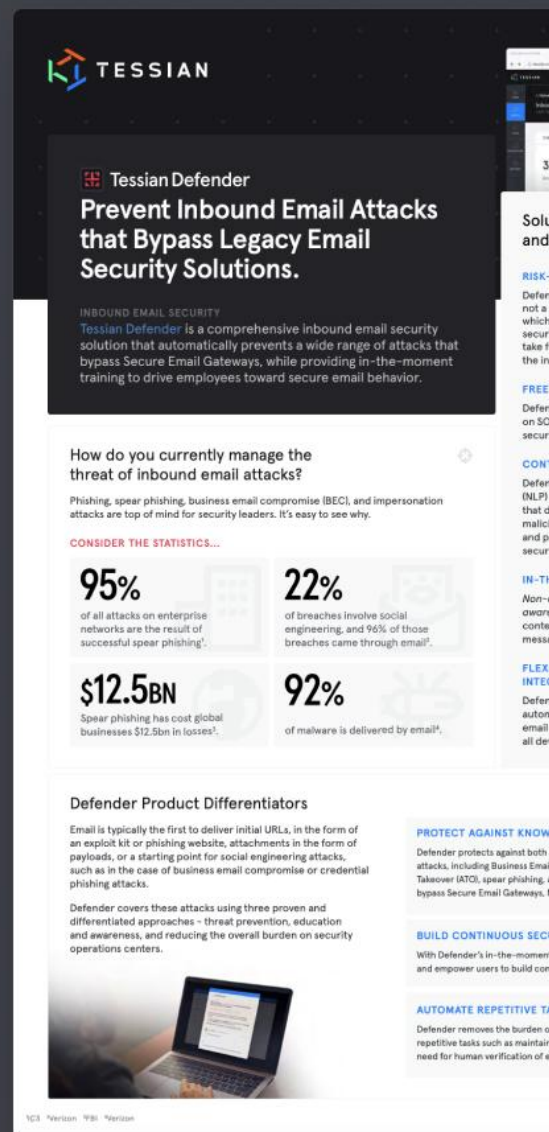 TESSIAN
Tessian Defender
Prevent Inbound Email Attacks
that Bypass Legacy Email
Security Solutions.
INBOUND EMAIL SECURITY
Tessian Defender is a comprehensive inbound email security
solution that automatically prevents a wide range of attacks that
bypass Secure Email Gateways, while providing in-the-moment
training to drive employees toward secure email behavior.
How do you currently manage the
threat of inbound email attacks?
Phishing, spear phishing, business email compromise (BEC), and impersonation
attacks are top of mind for security leaders. It's easy to see why.
CONSIDER THE STATISTICS...
95%
of all attacks on enterprise
networks are the result of
successful spear phishing¹.
22%
of breaches involve social
engineering, and 96% of those
breaches came through email².
$12.5BN
Spear phishing has cost global
businesses $12.5bn in losses³.
92%
of malware is delivered by email⁴.
Solu
and
RISK-
Defen
not a
which
secur
take f
the in
FREE
Defen
on SO
secur
CONT
Defen
(NLP)
that d
malici
and p
secur
IN-TH
Non-
aware
conte
messa
FLEX
INTEG
Defen
autom
email
all de
Defender Product Differentiators
Email is typically the first to deliver initial URLs, in the form of
an exploit kit or phishing website, attachments in the form of
payloads, or a starting point for social engineering attacks,
such as in the case of business email compromise or credential
phishing attacks.
Defender covers these attacks using three proven and
differentiated approaches - threat prevention, education
and awareness, and reducing the overall burden on security
operations centers.
PROTECT AGAINST KNOW
Defender protects against both
attacks, including Business Emai
Takeover (ATO), spear phishing, a
bypass Secure Email Gateways,
BUILD CONTINUOUS SECU
With Defender's in-the-moment
and empower users to build con
AUTOMATE REPETITIVE TA
Defender removes the burden o
repetitive tasks such as maintain
need for human verification of e
²Verizon ³FBI ⁴Verizon